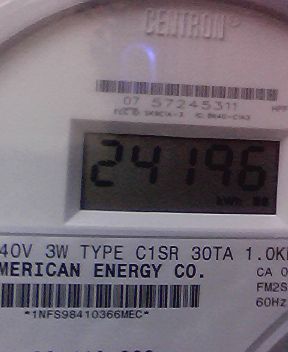 CENTRON®
07 57245311
24196
kWh
40V 3W TYPE C1SR 30TA 1.0K
MERICAN ENERGY CO.
CA 0
FM2S
60Hz
*1NFS98410366MEC*